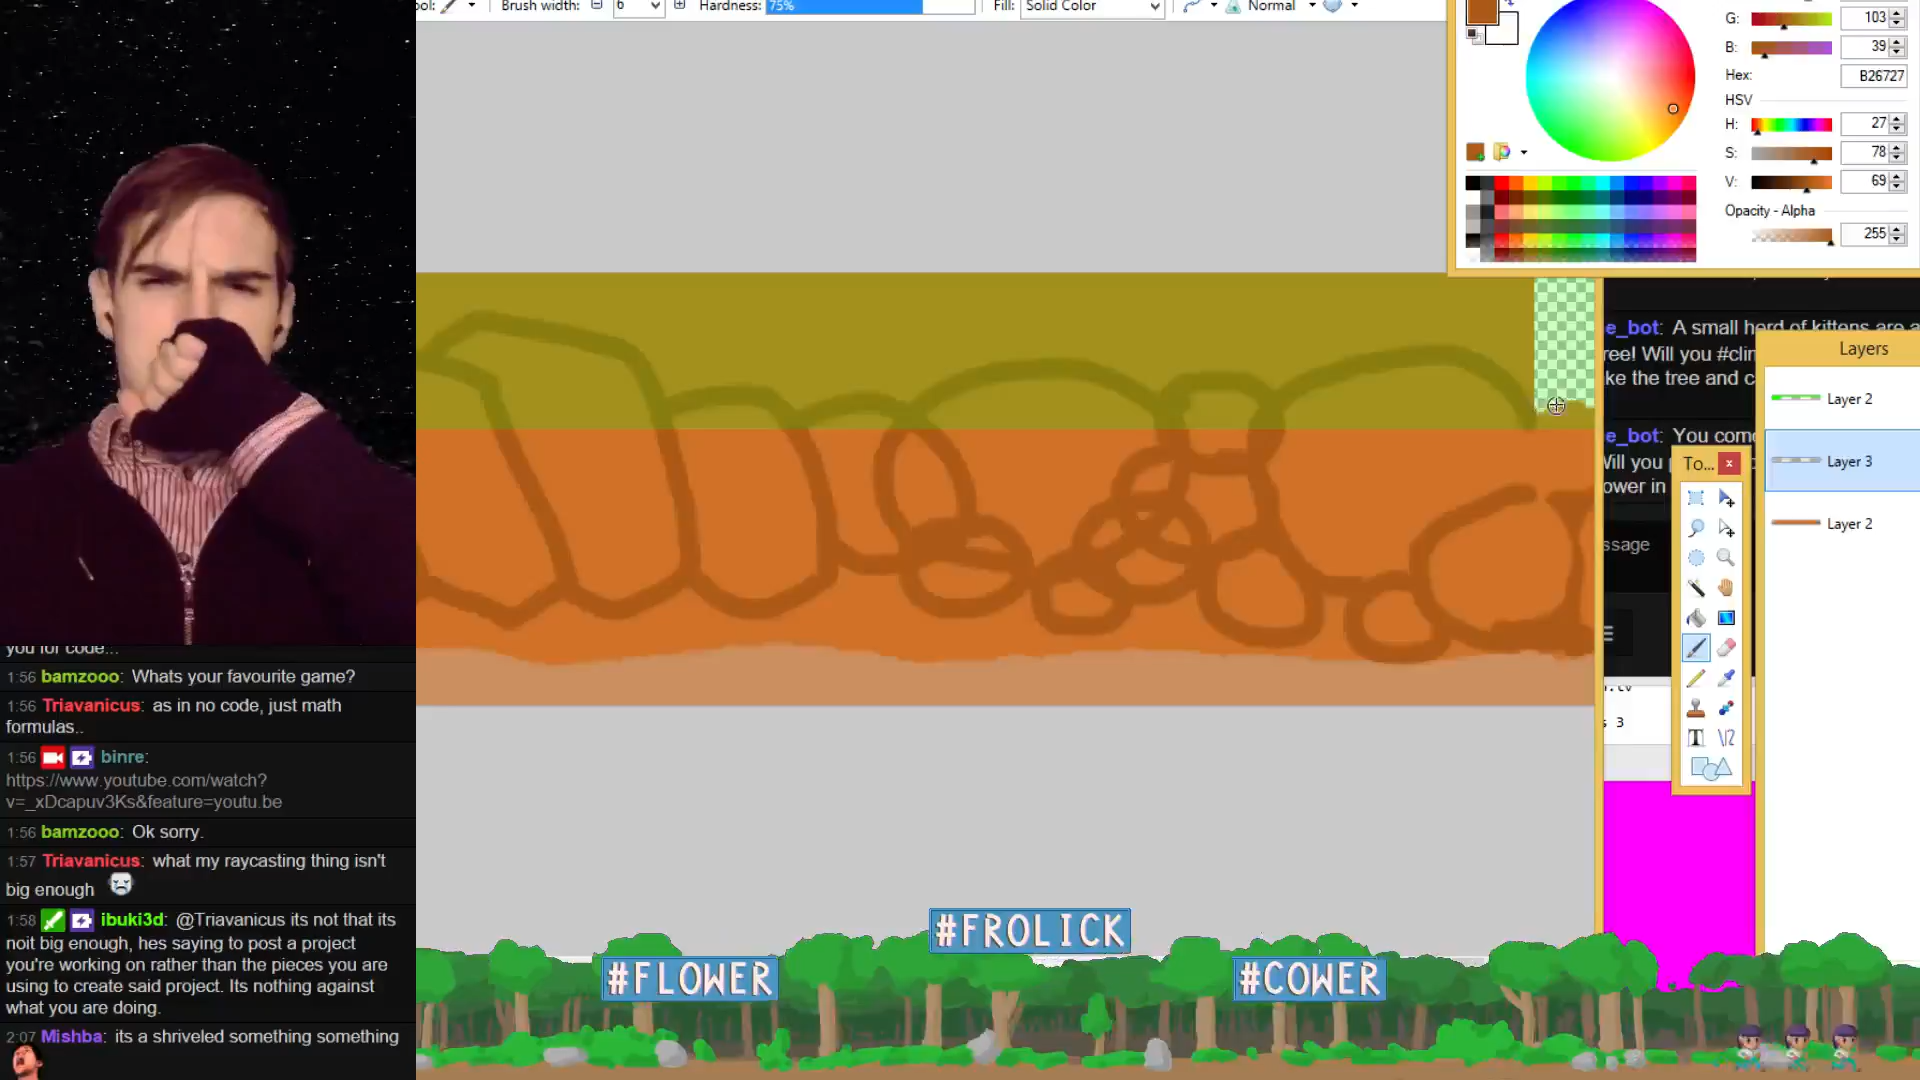 ol:
Brush width:
6
Hardness:
75%
Fill:
Solid Color
Normal
G:
103
B:
39
Hex:
B26727
HSV
H:
27
S:
78
V:
69
Opacity - Alpha
255
e_bot: A small herd of kittens are a
ree! Will you #clim
ke the tree and c
e_bot: You come
Will you
ower in
ssage
s 3
Layers
Layer 2
Layer 3
Layer 2
To...
you for code...
1:56 bamzooo: Whats your favourite game?
1:56 Triavanicus: as in no code, just math
formulas..
1:56 binre:
https://www.youtube.com/watch?
v=_xDcapuv3Ks&feature=youtu.be
1:56 bamzooo: Ok sorry.
1:57 Triavanicus: what my raycasting thing isn't
big enough
1:58 ibuki3d: @Triavanicus its not that its
noit big enough, hes saying to post a project
you're working on rather than the pieces you are
using to create said project. Its nothing against
what you are doing.
2:07 Mishba: its a shriveled something something
#FROLICK
#FLOWER
#COWER